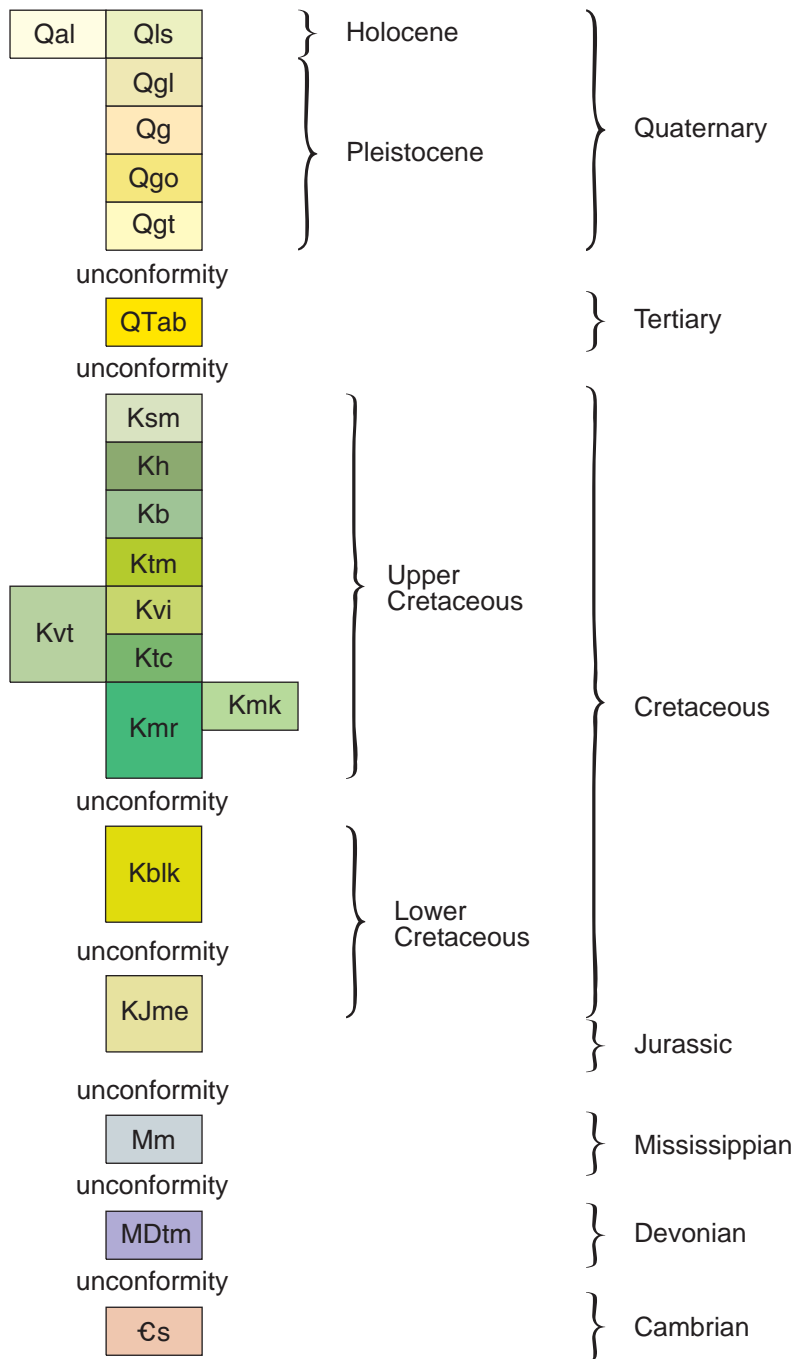 Qal Qls Holocene
Qgl
Qg Quaternary
Pleistocene
Qgo
Qgt
unconformity
QTab Tertiary
unconformity
Ksm
Kh
Kb
Ktm
Upper
Cretaceous
Kvt Kvi
Ktc
Kmr Kmk Cretaceous
unconformity
Kblk
Lower
Cretaceous
unconformity
KJme
Jurassic
unconformity
Mm Mississippian
unconformity
MDtm Devonian
unconformity
Єs Cambrian